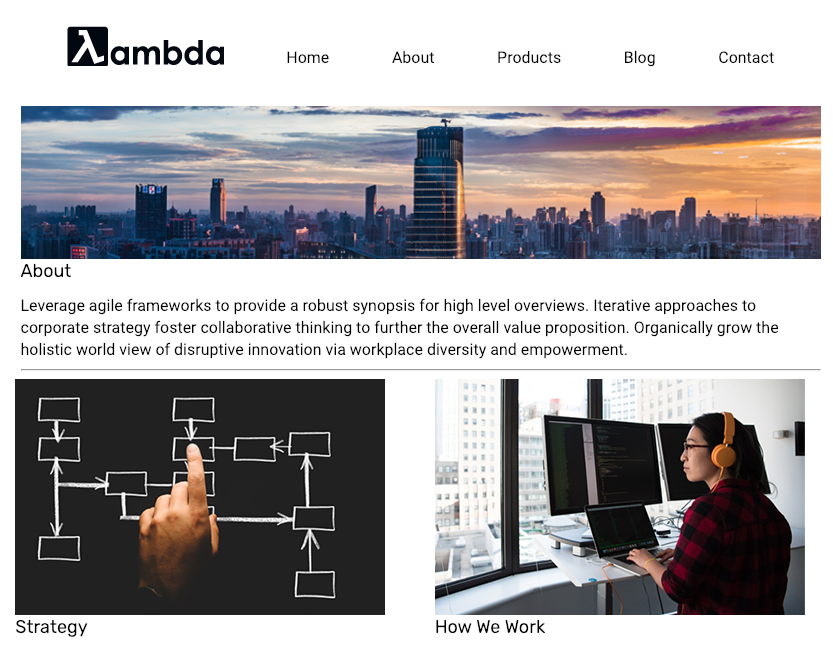 λambda
Home About Products Blog Contact
About
Leverage agile frameworks to provide a robust synopsis for high level overviews. Iterative approaches to
corporate strategy foster collaborative thinking to further the overall value proposition. Organically grow the
holistic world view of disruptive innovation via workplace diversity and empowerment.
Strategy
How We Work